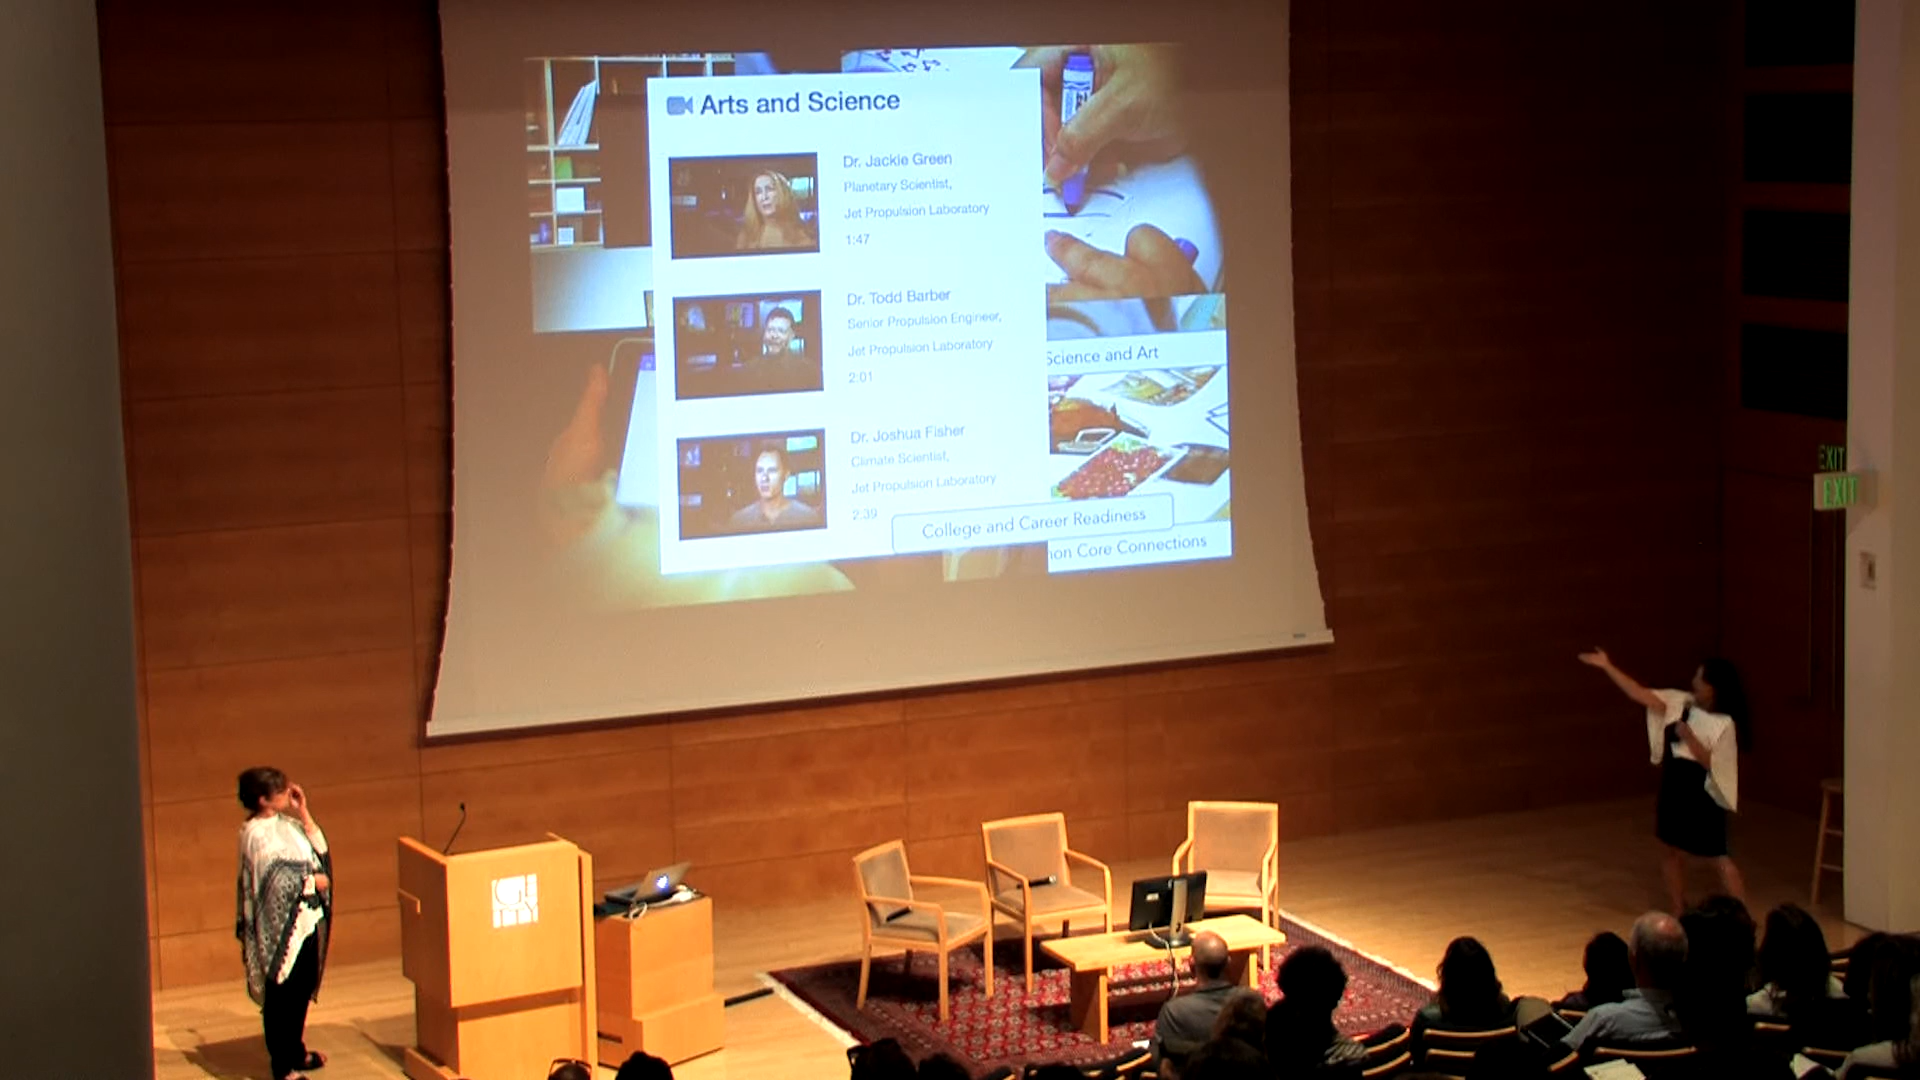 Arts and Science
Dr. Jackie Green
Planetary Scientist,
Jet Propulsion Laboratory
1:47
Dr. Todd Barber
Senior Propulsion Engineer,
Jet Propulsion Laboratory
2:01
Science and Art
Dr. Joshua Fisher
Climate Scientist,
Jet Propulsion Laboratory
2:39
College and Career Readiness
Core Connections
EXIT
EXIT